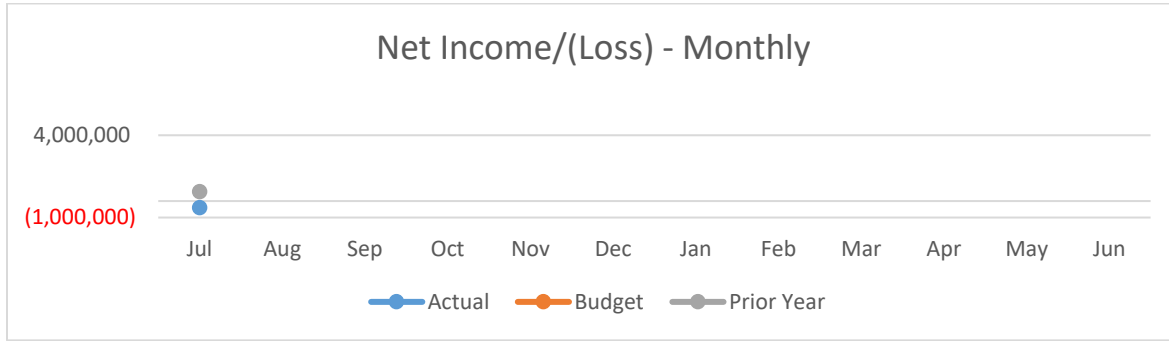 Net Income/(Loss) - Monthly
4,000,000
(1,000,000)
Jul Aug Sep Oct Nov Dec Jan Feb Mar Apr May Jun
Actual Budget Prior Year